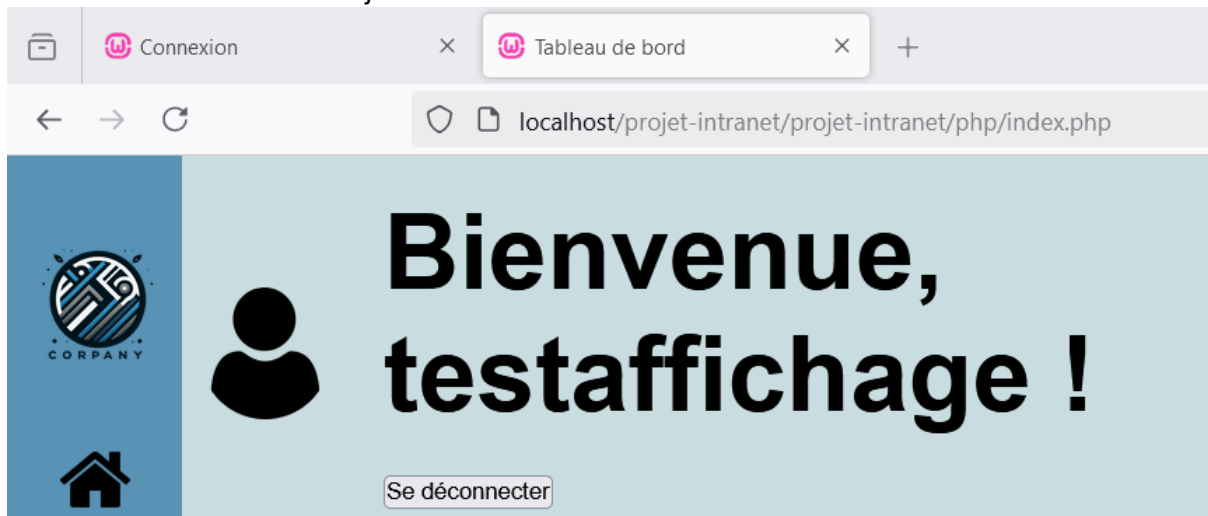 Connexion
Tableau de bord
localhost/projet-intranet/projet-intranet/php/index.php
CORPANY
Bienvenue,
testaffichage !
Se déconnecter